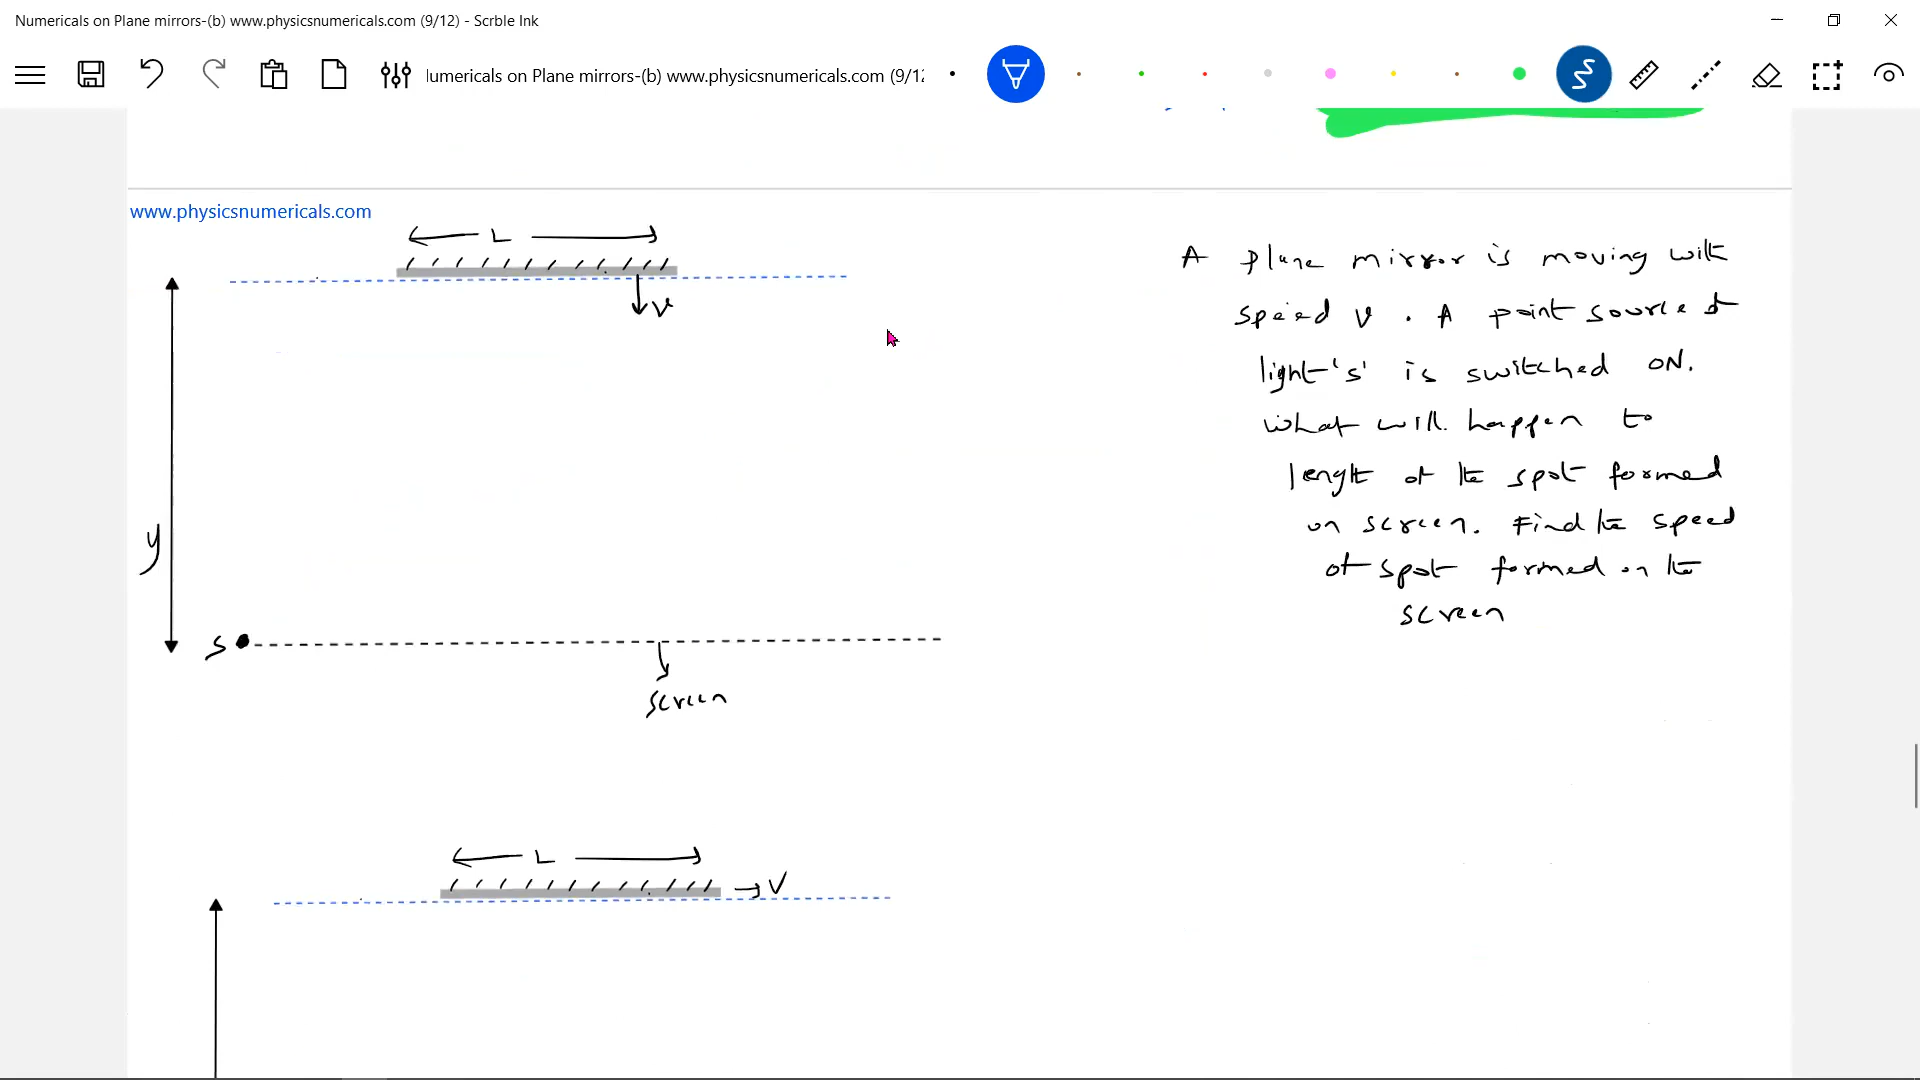 Numericals on Plane mirrors-(b) www.physicsnumericals.com (9/12) - Scrble Ink
lumericals on Plane mirrors-(b) www.physicsnumericals.com (9/12
www.physicsnumericals.com
L
v
y
S
screen
A plane mirror is moving with
speed v. A point source of
light 's' is switched ON.
what will happen to
length of the spot formed
on screen. Find the speed
of spot formed on the
screen
L
V